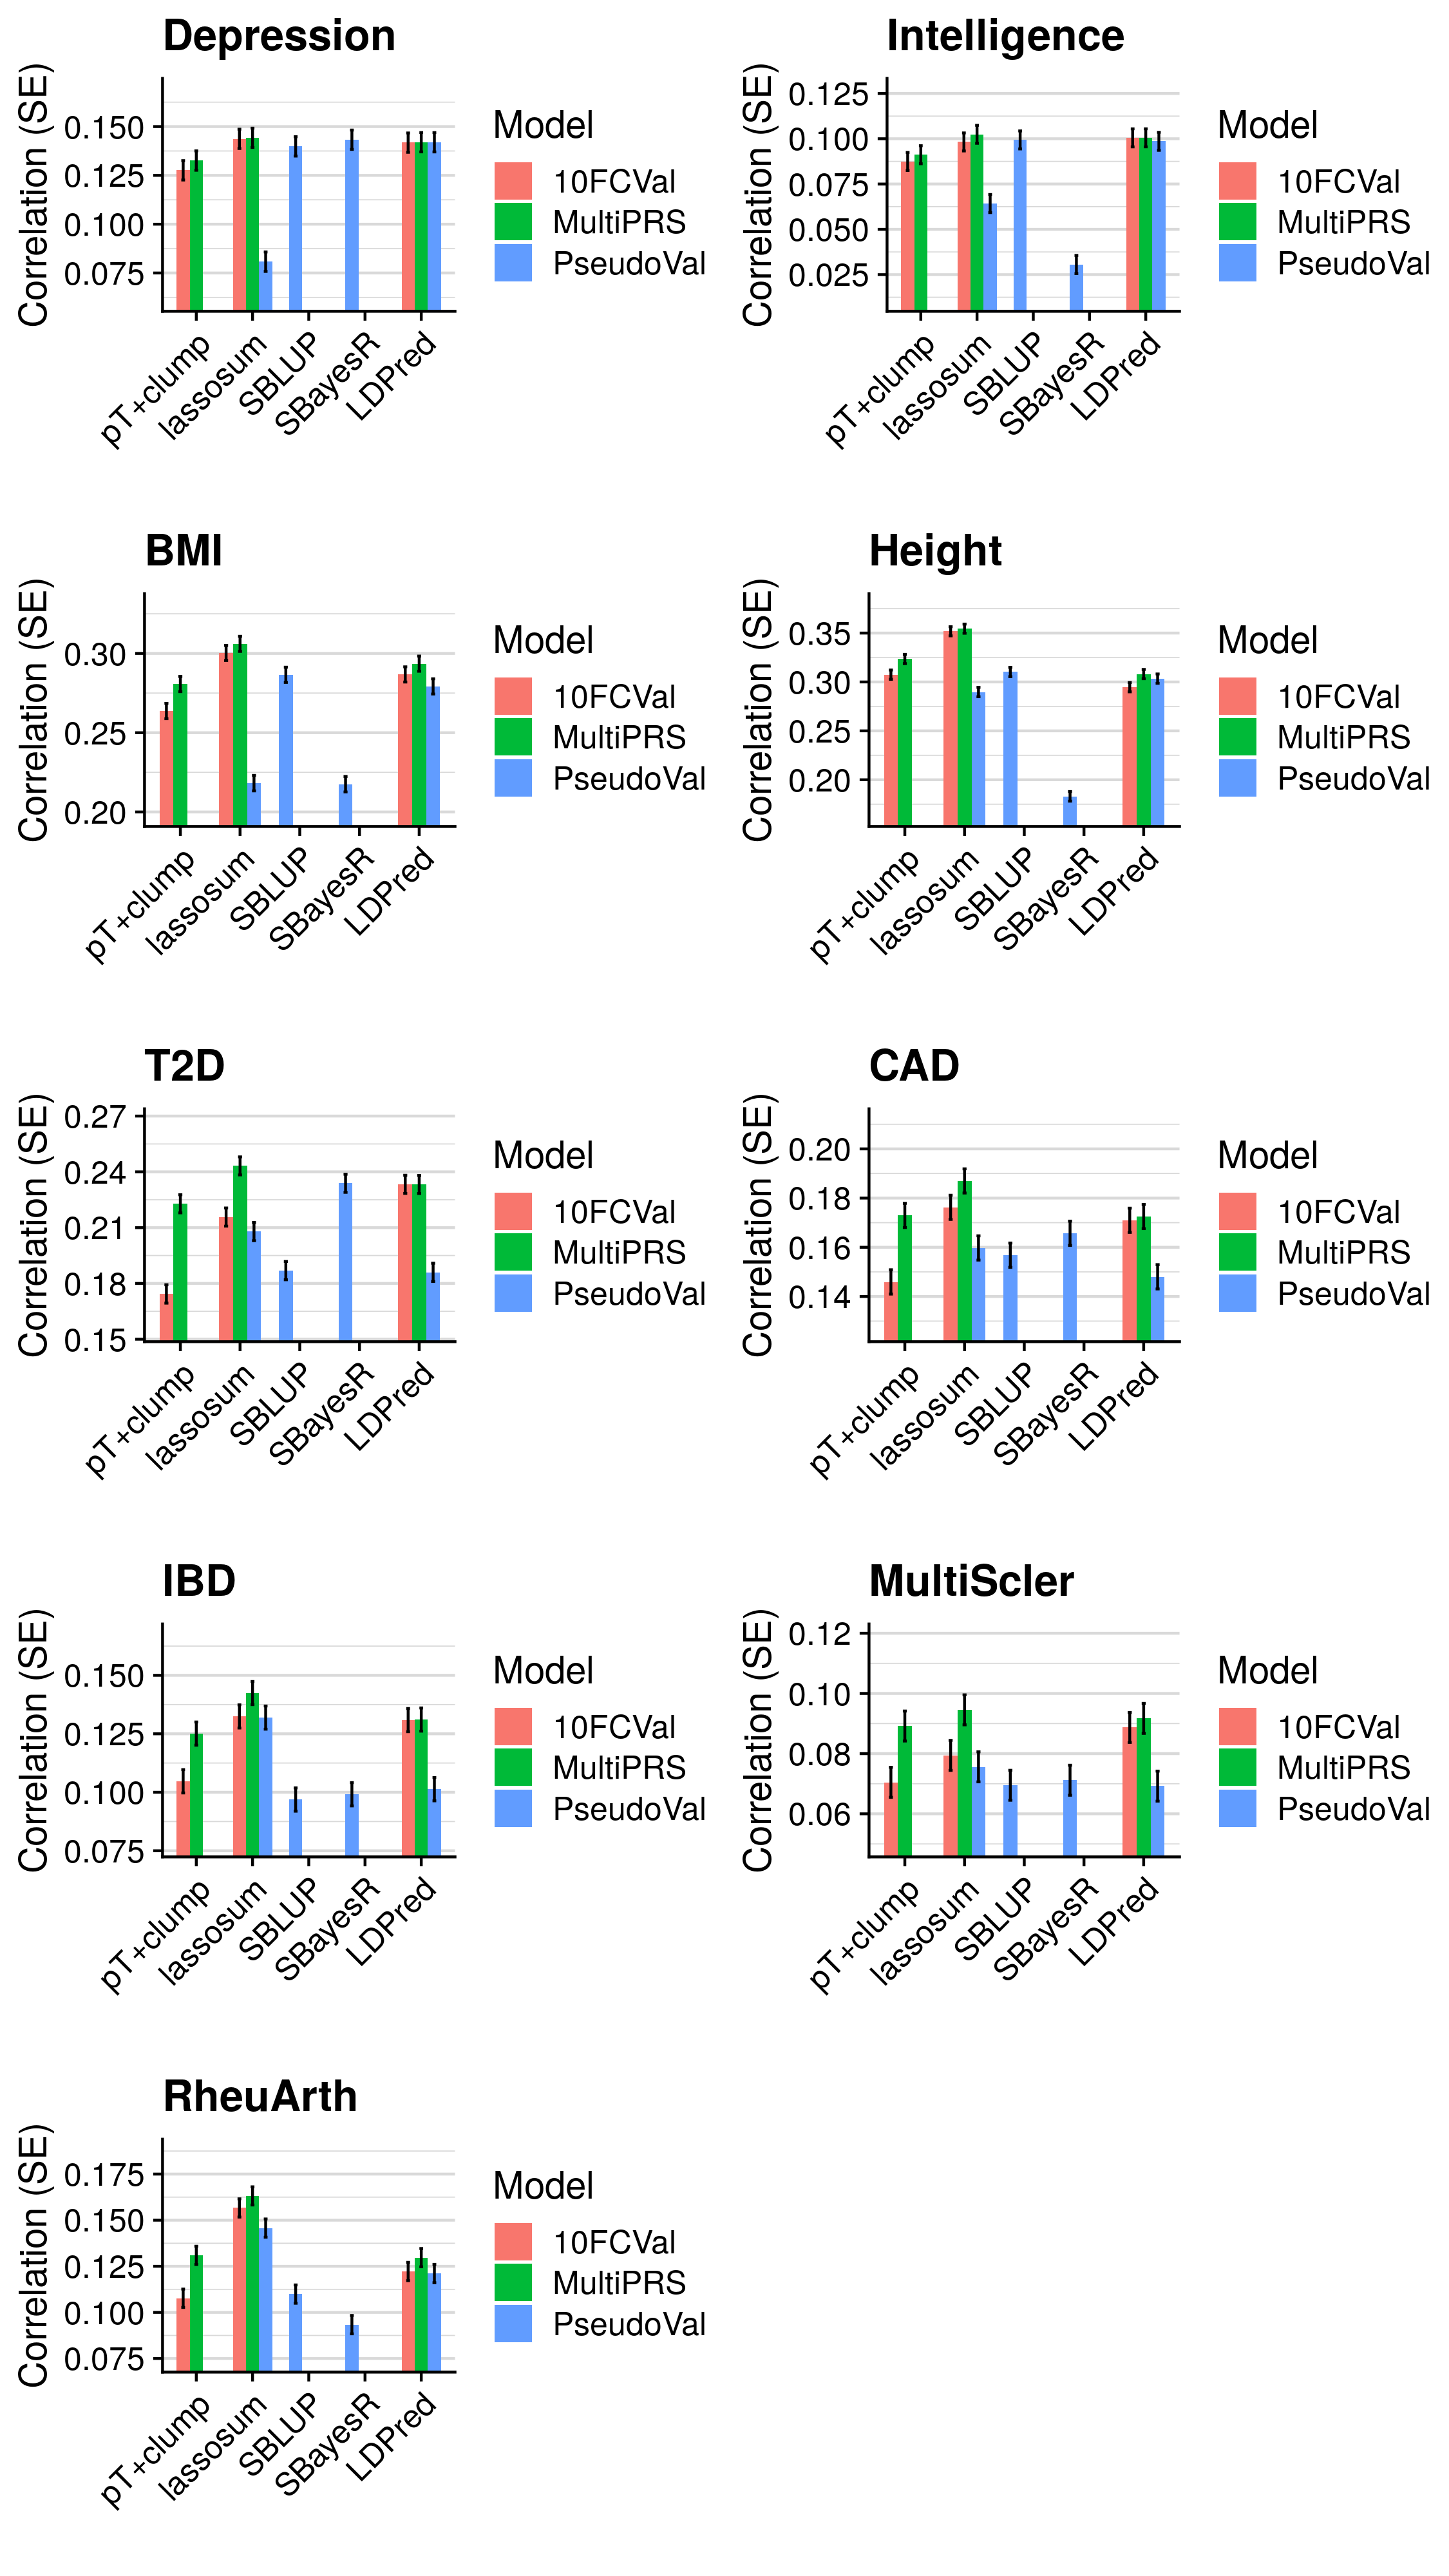 Depression
Correlation (SE)
0.150
0.125
0.100
0.075
pT+clump
lassosum
SBLUP
SBayesR
LDPred
Model
10FCVal
MultiPRS
PseudoVal
Intelligence
Correlation (SE)
0.125
0.100
0.075
0.050
0.025
pT+clump
lassosum
SBLUP
SBayesR
LDPred
Model
10FCVal
MultiPRS
PseudoVal
BMI
Correlation (SE)
0.30
0.25
0.20
pT+clump
lassosum
SBLUP
SBayesR
LDPred
Model
10FCVal
MultiPRS
PseudoVal
Height
Correlation (SE)
0.35
0.30
0.25
0.20
pT+clump
lassosum
SBLUP
SBayesR
LDPred
Model
10FCVal
MultiPRS
PseudoVal
T2D
Correlation (SE)
0.27
0.24
0.21
0.18
0.15
pT+clump
lassosum
SBLUP
SBayesR
LDPred
Model
10FCVal
MultiPRS
PseudoVal
CAD
Correlation (SE)
0.20
0.18
0.16
0.14
pT+clump
lassosum
SBLUP
SBayesR
LDPred
Model
10FCVal
MultiPRS
PseudoVal
IBD
Correlation (SE)
0.150
0.125
0.100
0.075
pT+clump
lassosum
SBLUP
SBayesR
LDPred
Model
10FCVal
MultiPRS
PseudoVal
MultiScler
Correlation (SE)
0.12
0.10
0.08
0.06
pT+clump
lassosum
SBLUP
SBayesR
LDPred
Model
10FCVal
MultiPRS
PseudoVal
RheuArth
Correlation (SE)
0.175
0.150
0.125
0.100
0.075
pT+clump
lassosum
SBLUP
SBayesR
LDPred
Model
10FCVal
MultiPRS
PseudoVal